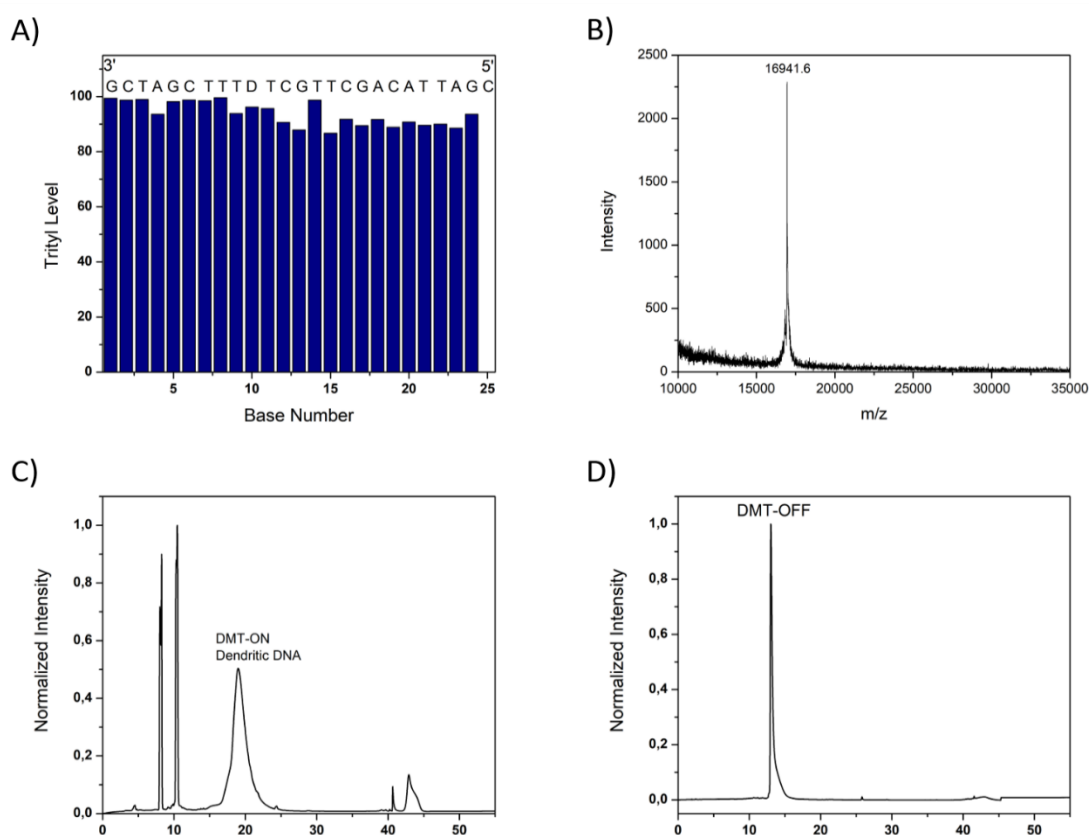 A)
3' 5'
G C T A G C T T T D T C G T T C G A C A T T A G C
100
80
60
40
20
0
5 10 15 20 25
Trityl Level
Base Number
B)
16941.6
2500
2000
1500
1000
500
0
10000 15000 20000 25000 30000 35000
Intensity
m/z
C)
1,0
0,8
0,6
0,4
0,2
0,0
0 10 20 30 40 50
Normalized Intensity
DMT-ON
Dendritic DNA
D)
DMT-OFF
1,0
0,8
0,6
0,4
0,2
0,0
0 10 20 30 40 50
Normalized Intensity